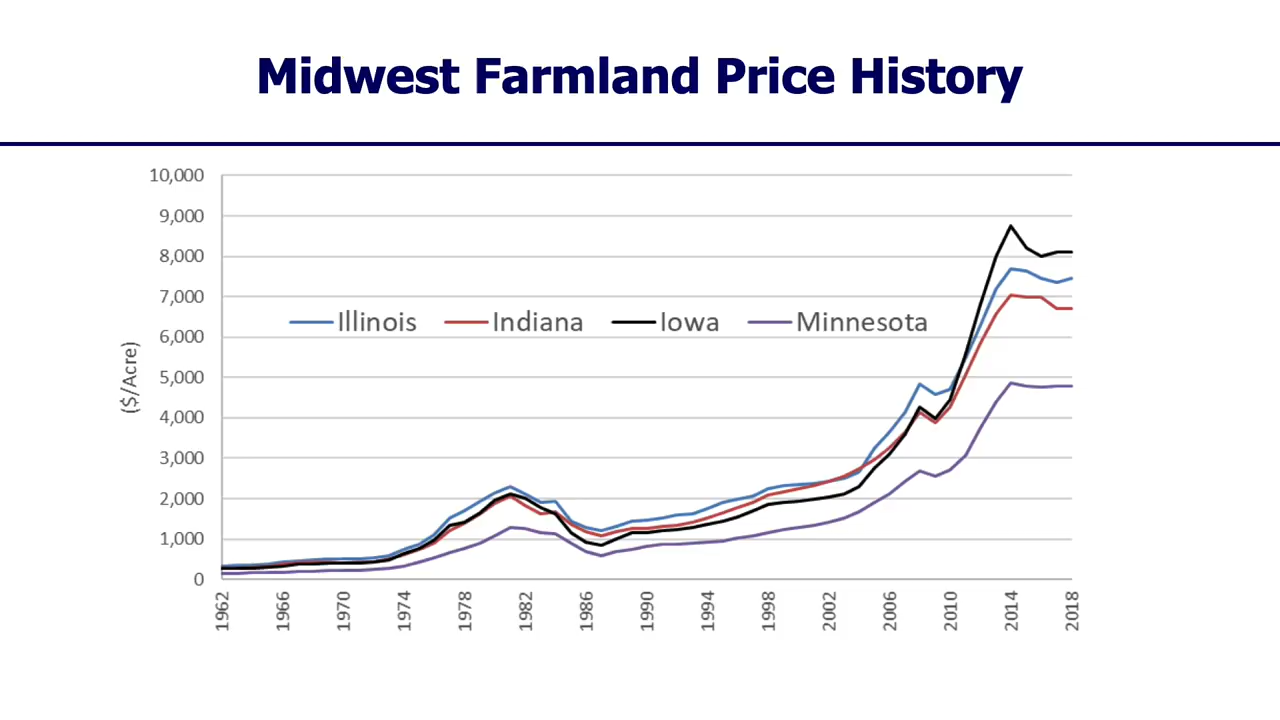 Midwest Farmland Price History
10,000
9,000
8,000
7,000
6,000
5,000
4,000
3,000
2,000
1,000
0
($/Acre)
Illinois Indiana Iowa Minnesota
1962 1966 1970 1974 1978 1982 1986 1990 1994 1998 2002 2006 2010 2014 2018